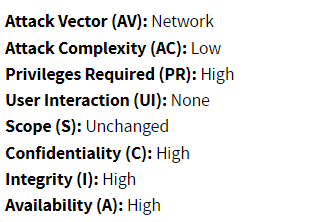 Attack Vector (AV): Network
Attack Complexity (AC): Low
Privileges Required (PR): High
User Interaction (UI): None
Scope (S): Unchanged
Confidentiality (C): High
Integrity (I): High
Availability (A): High